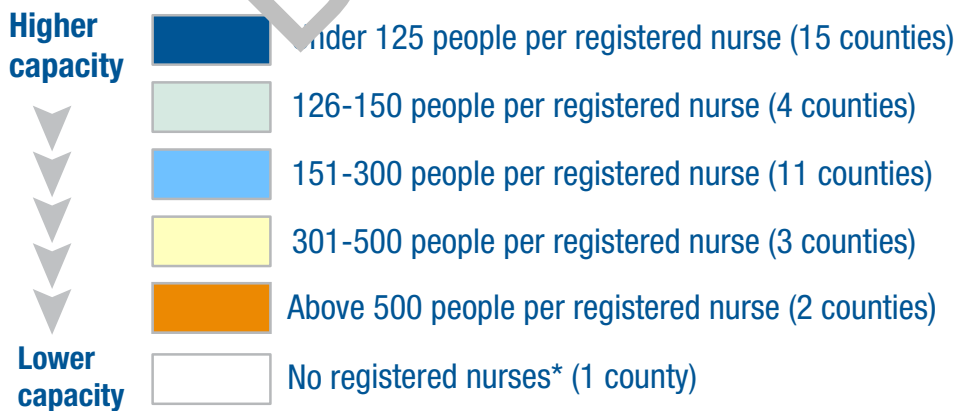 Higher
capacity
Under 125 people per registered nurse (15 counties)
126-150 people per registered nurse (4 counties)
151-300 people per registered nurse (11 counties)
301-500 people per registered nurse (3 counties)
Above 500 people per registered nurse (2 counties)
Lower
capacity
No registered nurses* (1 county)